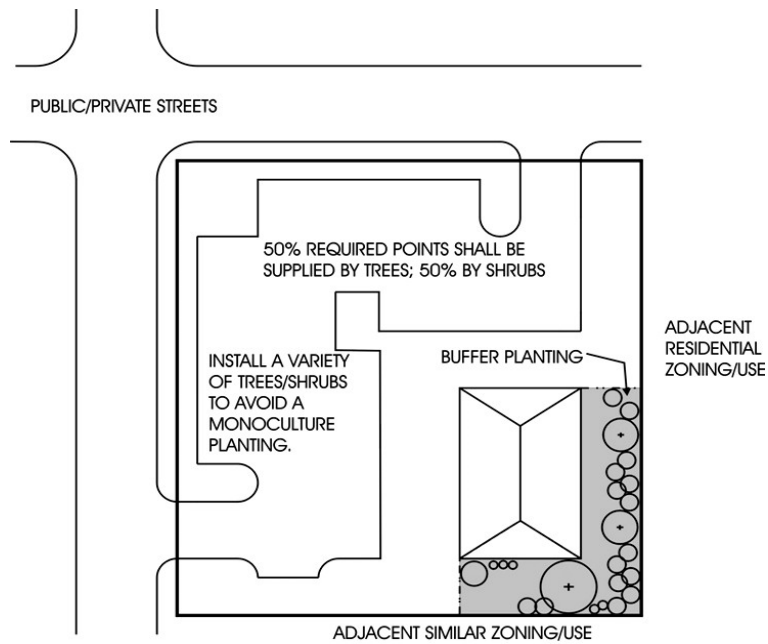 PUBLIC/PRIVATE STREETS
50% REQUIRED POINTS SHALL BE
SUPPLIED BY TREES; 50% BY SHRUBS
ADJACENT
RESIDENTIAL
ZONING/USE
BUFFER PLANTING
INSTALL A VARIETY
OF TREES/SHRUBS
TO AVOID A
MONOCULTURE
PLANTING.
ADJACENT SIMILAR ZONING/USE